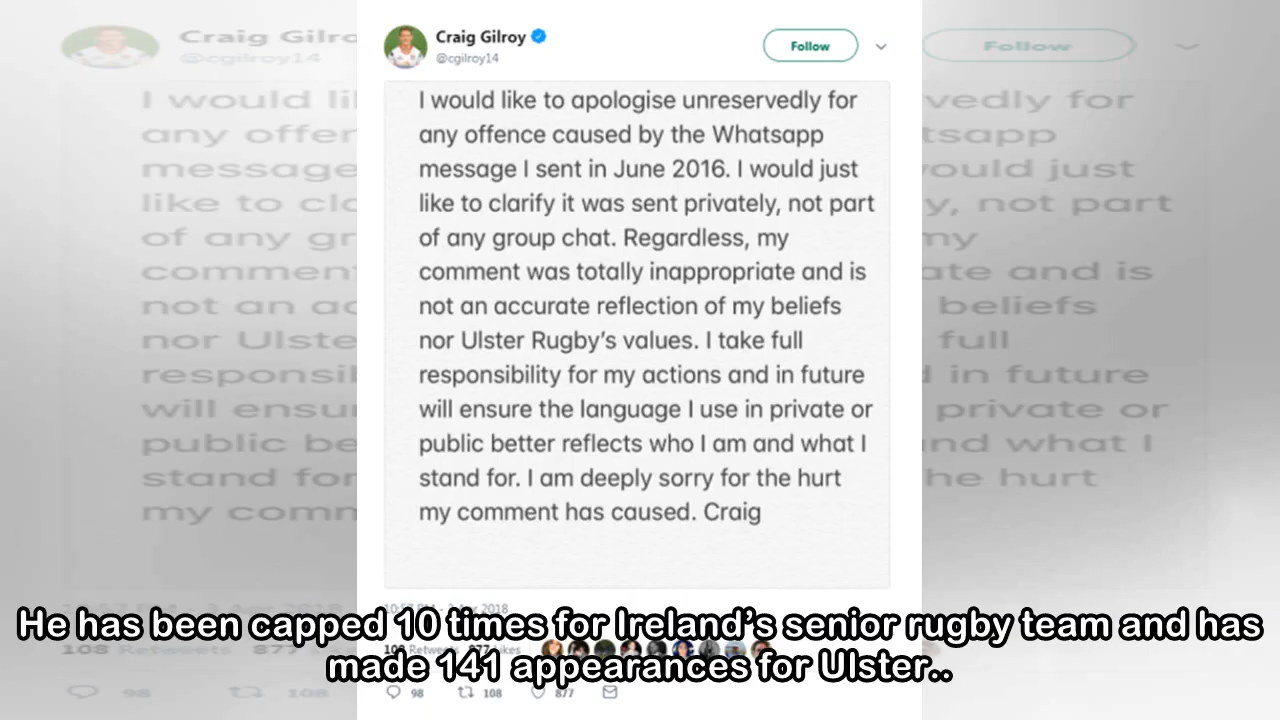 Craig Gilroy
@cgilroy14
Follow
I would like to apologise unreservedly for
any offence caused by the Whatsapp
message I sent in June 2016. I would just
like to clarify it was sent privately, not part
of any group chat. Regardless, my
comment was totally inappropriate and is
not an accurate reflection of my beliefs
nor Ulster Rugby's values. I take full
responsibility for my actions and in future
will ensure the language I use in private or
public better reflects who I am and what I
stand for. I am deeply sorry for the hurt
my comment has caused. Craig
He has been capped 10 times for Ireland's senior rugby team and has
made 141 appearances for Ulster..
98 108 877